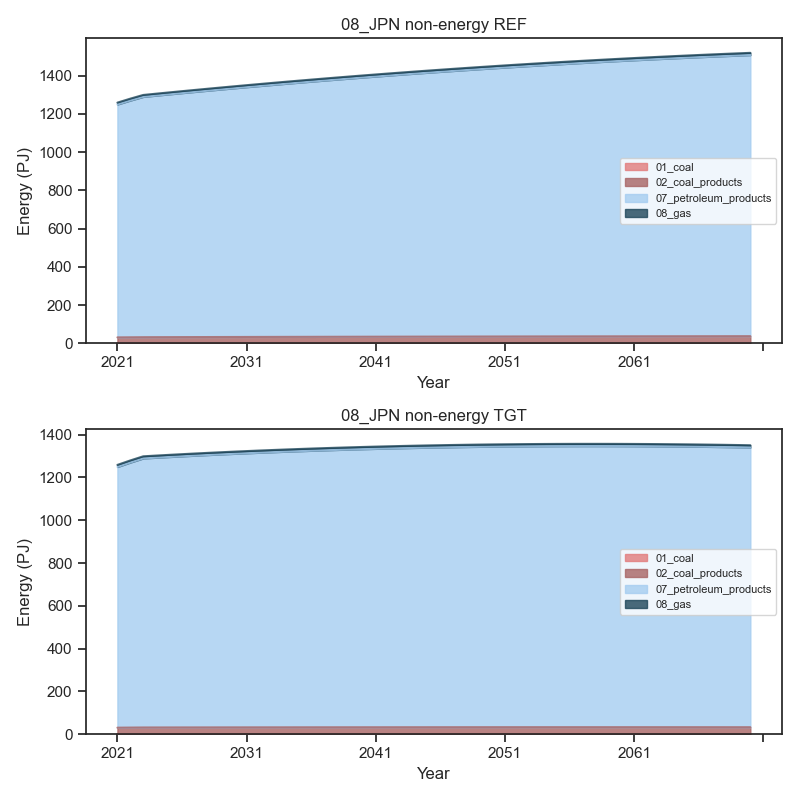 08_JPN non-energy REF
1400
1200
1000
800
600
400
200
0
Energy (PJ)
01_coal
02_coal_products
07_petroleum_products
08_gas
2021 2031 2041 2051 2061
Year
08_JPN non-energy TGT
1400
1200
1000
800
600
400
200
0
Energy (PJ)
01_coal
02_coal_products
07_petroleum_products
08_gas
2021 2031 2041 2051 2061
Year